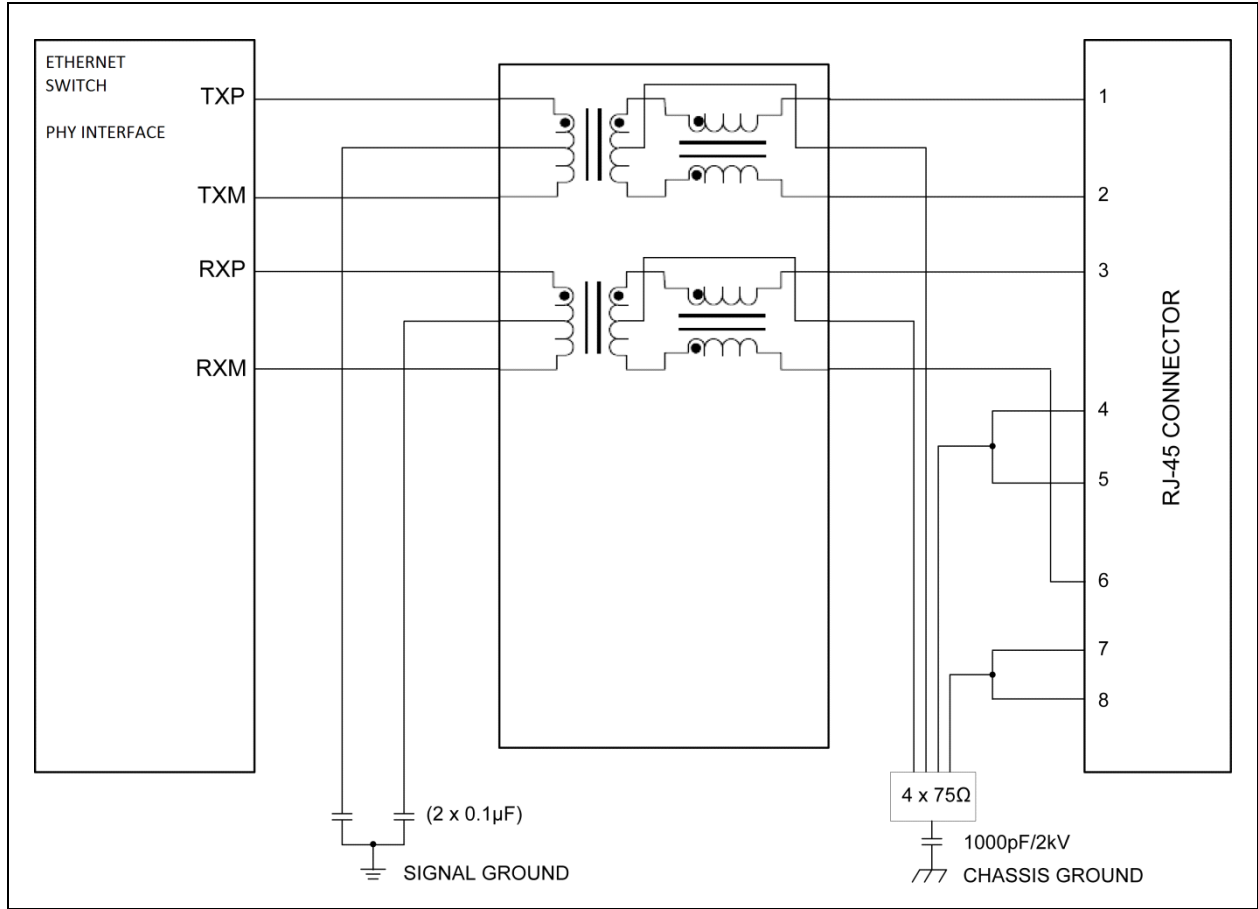 ETHERNET
SWITCH
PHY INTERFACE
TXP
TXM
RXP
RXM
1
2
3
4
5
6
7
8
RJ-45 CONNECTOR
(2 x 0.1µF)
SIGNAL GROUND
4 x 75Ω
1000pF/2kV
CHASSIS GROUND